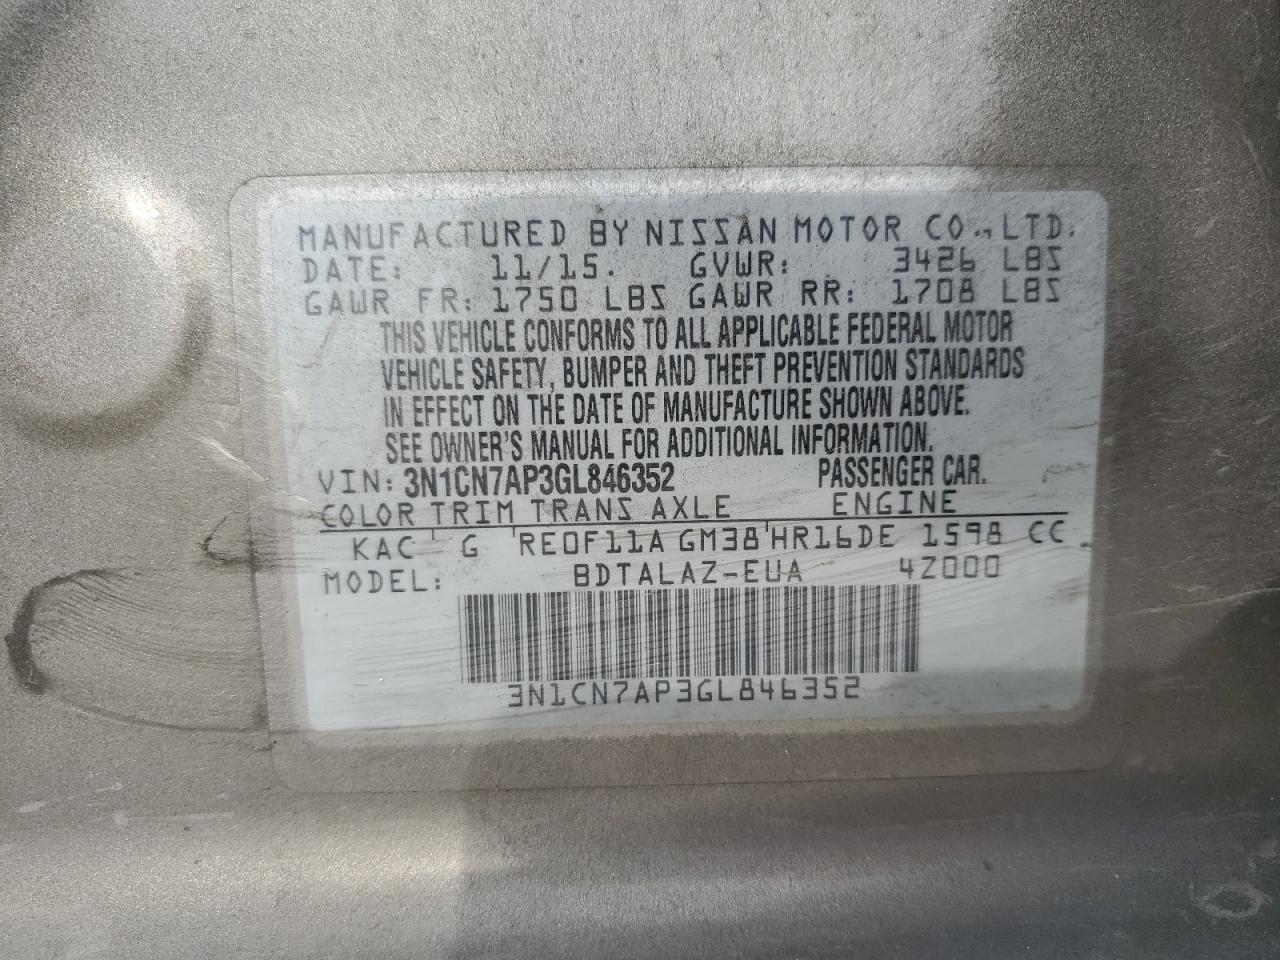 MANUFACTURED BY NISSAN MOTOR CO., LTD.
DATE: 11/15. GVWR: 3426 LBS
GAWR FR: 1750 LBS GAWR RR: 1708 LBS
THIS VEHICLE CONFORMS TO ALL APPLICABLE FEDERAL MOTOR
VEHICLE SAFETY, BUMPER AND THEFT PREVENTION STANDARDS
IN EFFECT ON THE DATE OF MANUFACTURE SHOWN ABOVE.
SEE OWNER'S MANUAL FOR ADDITIONAL INFORMATION.
VIN: 3N1CN7AP3GL846352 PASSENGER CAR.
COLOR TRIM TRANS AXLE ENGINE
KAC G RE0F11A GM38 HR16DE 1598 CC
MODEL: BDTALAZ-EUA 4Z000
3N1CN7AP3GL846352